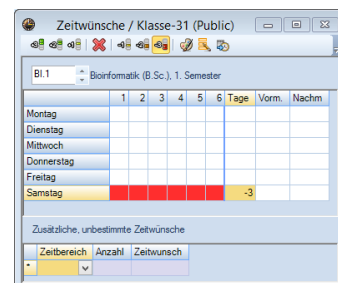 Zeitwünsche / Klasse-31 (Public)
BI.1 Bioinformatik (B.Sc.), 1. Semester
1 2 3 4 5 6 Tage Vorm. Nachm
Montag
Dienstag
Mittwoch
Donnerstag
Freitag
Samstag -3
Zusätzliche, unbestimmte Zeitwünsche
Zeitbereich Anzahl Zeitwunsch
*